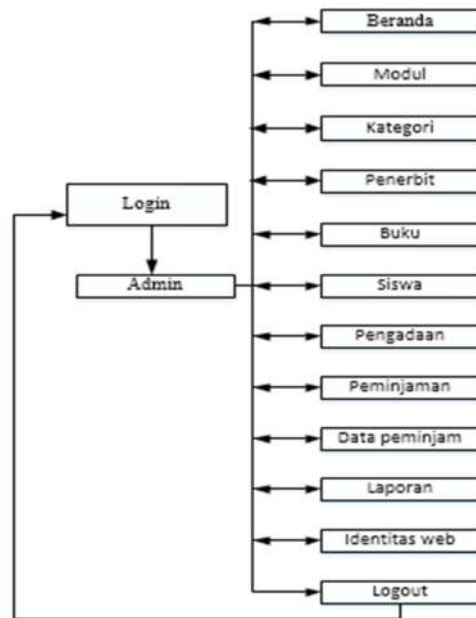 Login
Admin
Beranda
Modul
Kategori
Penerbit
Buku
Siswa
Pengadaan
Peminjaman
Data peminjam
Laporan
Identitas web
Logout